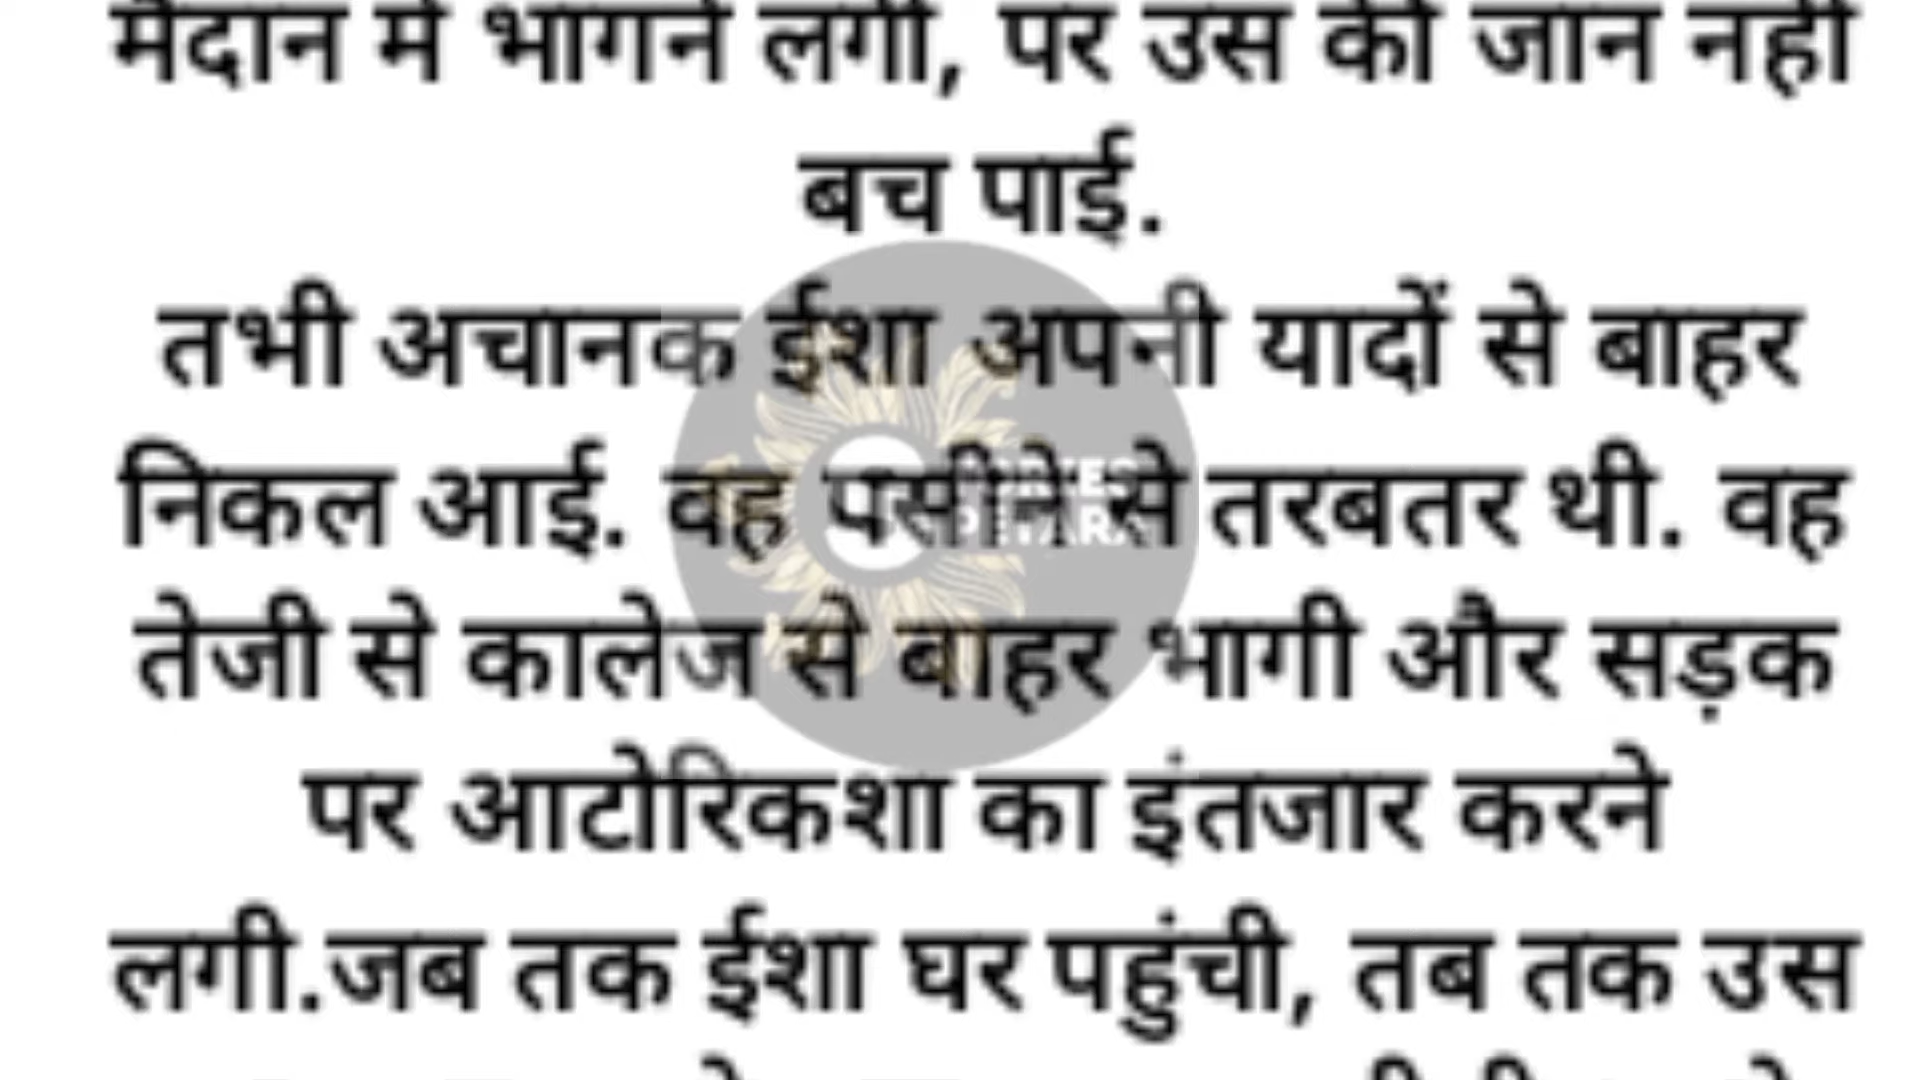 मैदान में भागने लगी, पर उस की जान नहीं
बच पाई.
तभी अचानक ईशा अपनी यादों से बाहर
निकल आई. वह पसीने से तरबतर थी. वह
तेजी से कालेज से बाहर भागी और सड़क
पर आटोरिकशा का इंतजार करने
लगी.जब तक ईशा घर पहुंची, तब तक उस